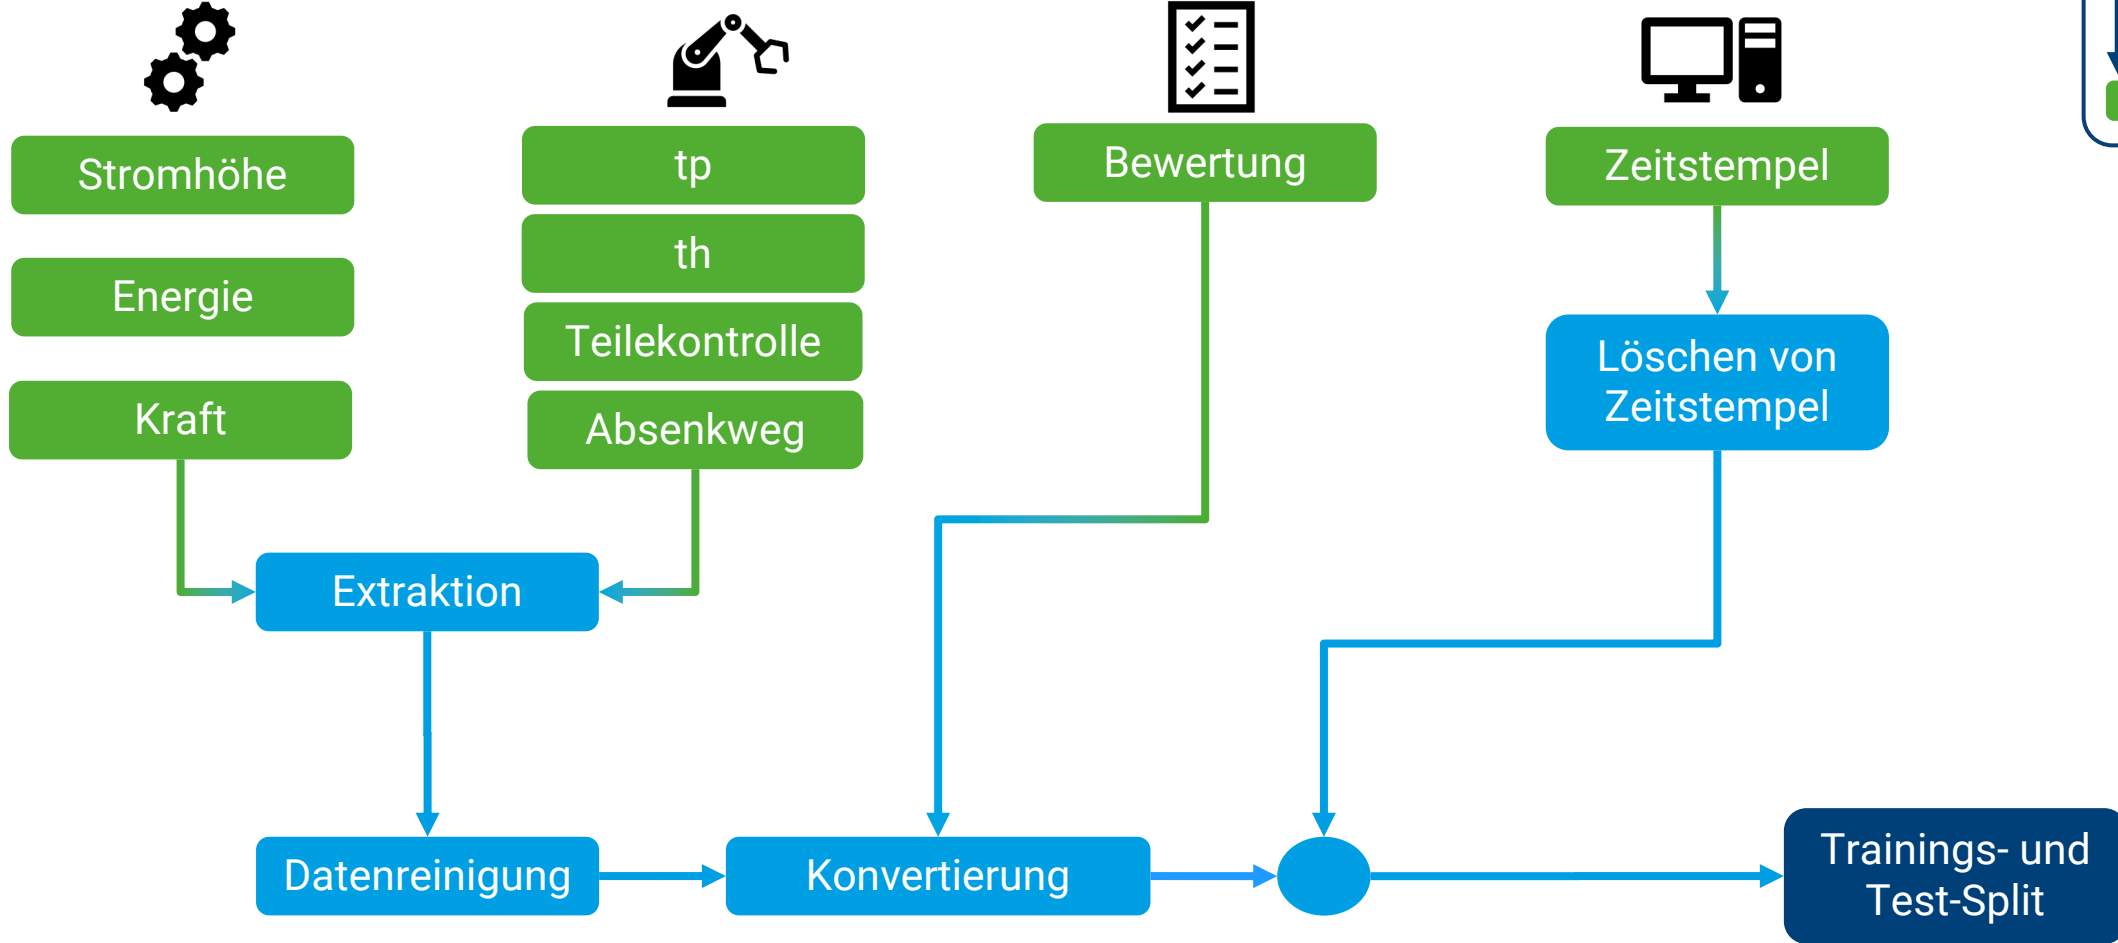 Stromhöhe
Energie
Kraft
tp
th
Teilekontrolle
Absenkweg
Bewertung
Zeitstempel
Löschen von
Zeitstempel
Extraktion
Datenreinigung
Konvertierung
Trainings- und
Test-Split